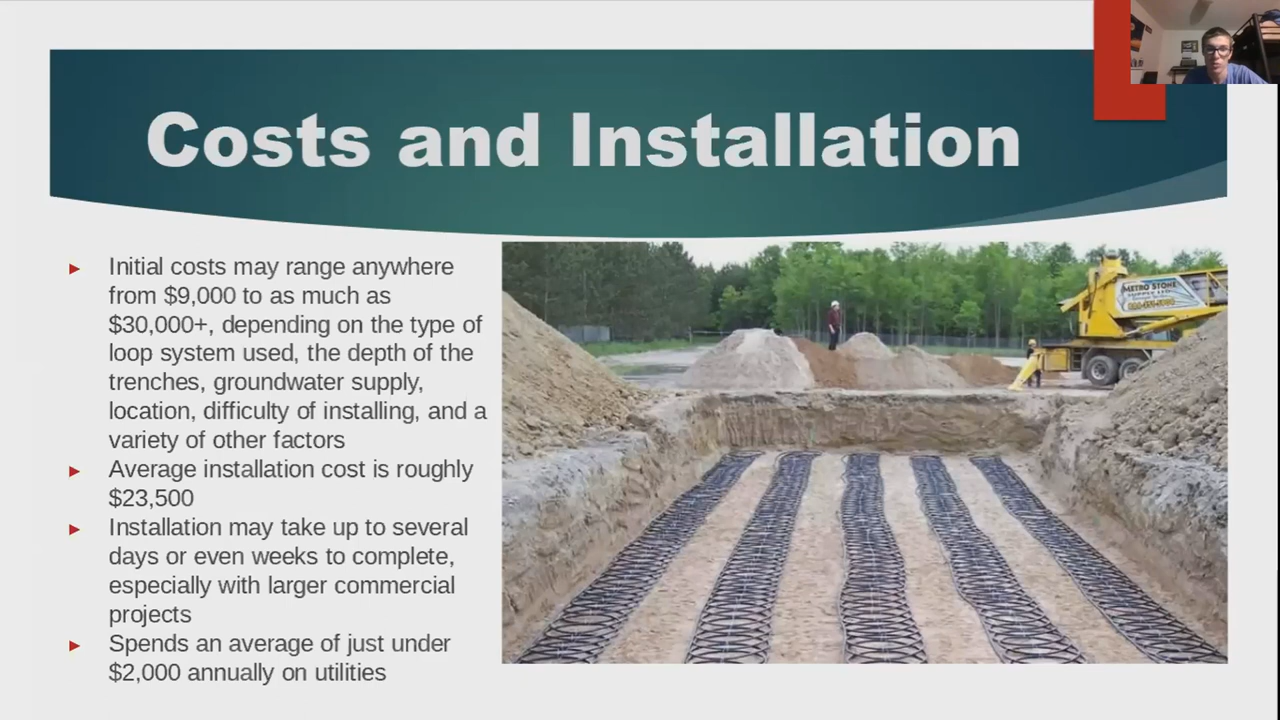 Costs and Installation
► Initial costs may range anywhere
from $9,000 to as much as
$30,000+, depending on the type of
loop system used, the depth of the
trenches, groundwater supply,
location, difficulty of installing, and a
variety of other factors
► Average installation cost is roughly
$23,500
► Installation may take up to several
days or even weeks to complete,
especially with larger commercial
projects
► Spends an average of just under
$2,000 annually on utilities
METRO STONE